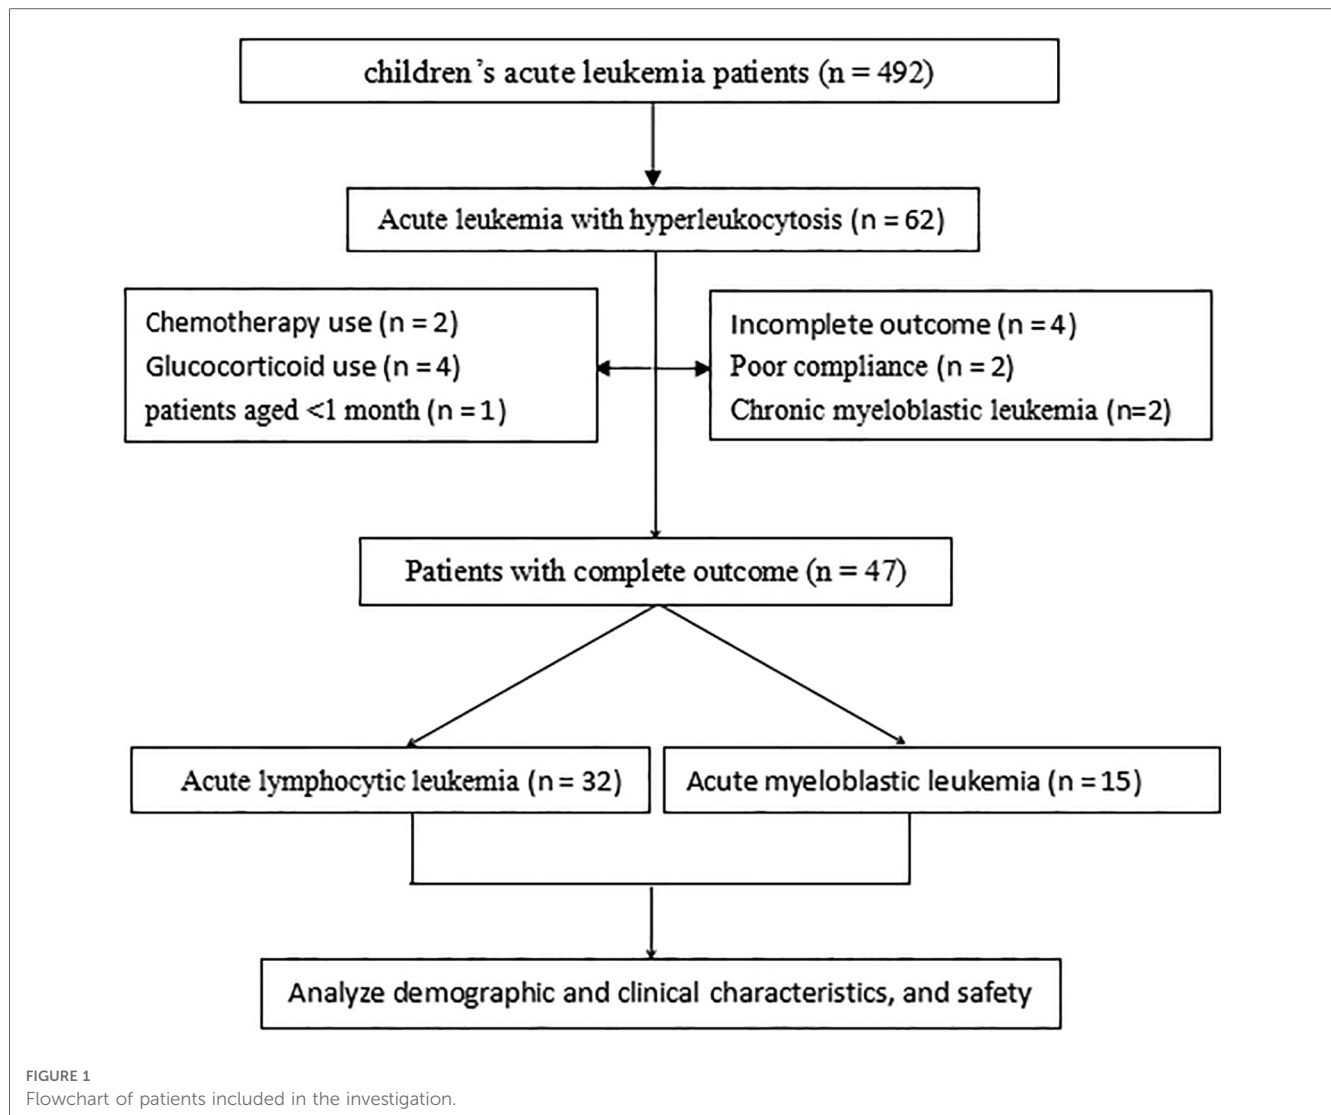 children's acute leukemia patients (n = 492)
Acute leukemia with hyperleukocytosis (n = 62)
Chemotherapy use (n = 2)
Glucocorticoid use (n = 4)
patients aged <1 month (n = 1)
Incomplete outcome (n = 4)
Poor compliance (n = 2)
Chronic myeloblastic leukemia (n=2)
Patients with complete outcome (n = 47)
Acute lymphocytic leukemia (n = 32)
Acute myeloblastic leukemia (n = 15)
Analyze demographic and clinical characteristics, and safety
FIGURE 1
Flowchart of patients included in the investigation.